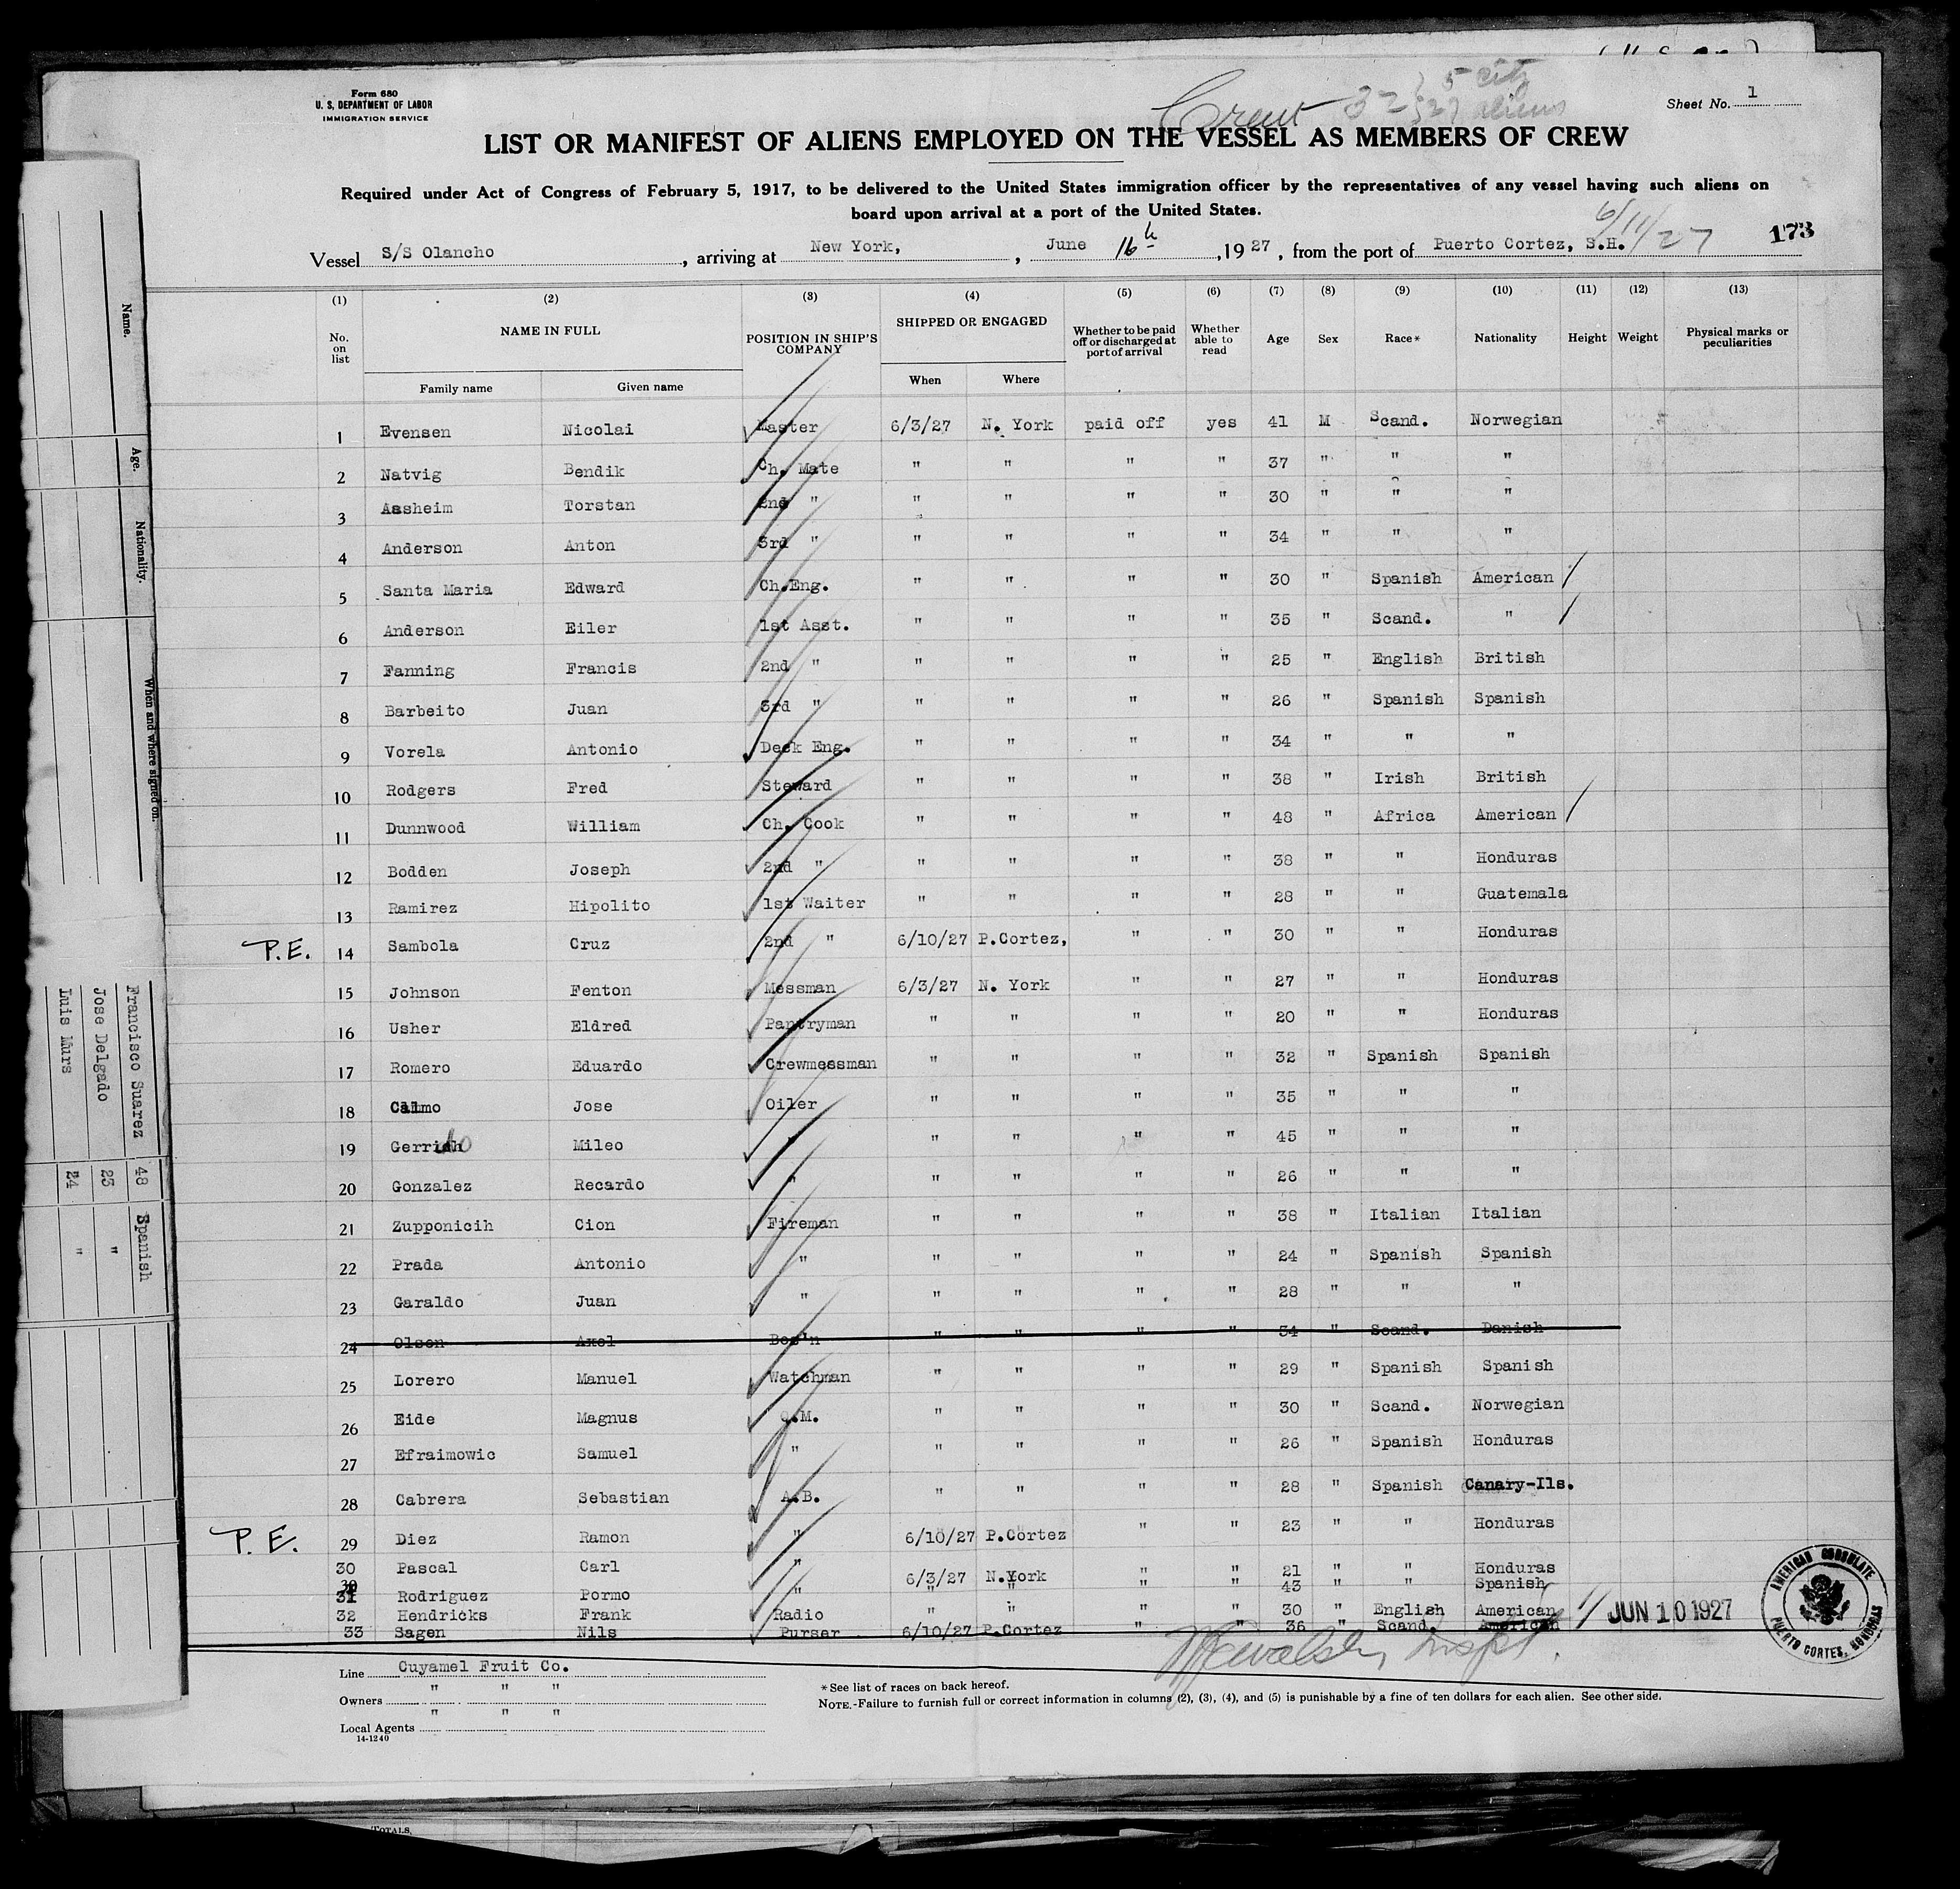 Form 680
U. S. DEPARTMENT OF LABOR
IMMIGRATION SERVICE
Crew 32 5 citz
27 aliens
Sheet No. 1
LIST OR MANIFEST OF ALIENS EMPLOYED ON THE VESSEL AS MEMBERS OF CREW
Required under Act of Congress of February 5, 1917, to be delivered to the United States immigration officer by the representatives of any vessel having such aliens on
board upon arrival at a port of the United States.
6/11/27
173
Vessel S/S Olancho, arriving at New York, , June 16th, 1927, from the port of Puerto Cortez, S.H.
(1) (2) (3) (4) (5) (6) (7) (8) (9) (10) (11) (12) (13)
No. on list NAME IN FULL POSITION IN SHIP'S COMPANY SHIPPED OR ENGAGED Whether to be paid off or discharged at port of arrival Whether able to read Age Sex Race* Nationality Height Weight Physical marks or peculiarities
Family name Given name When Where
1 Evensen Nicolai Master 6/3/27 N. York paid off yes 41 M Scand. Norwegian
2 Natvig Bendik Ch. Mate " " " " 37 " " "
3 Aasheim Torstan 2nd " " " " " 30 " " "
4 Anderson Anton 3rd " " " " " 34 " " "
5 Santa Maria Edward Ch.Eng. " " " " 30 " Spanish American /
6 Anderson Eiler 1st Asst. " " " " 35 " Scand. " /
7 Fanning Francis 2nd " " " " " 25 " English British
8 Barbeito Juan 3rd " " " " " 26 " Spanish Spanish
9 Vorela Antonio Deck Eng. " " " " 34 " " "
10 Rodgers Fred Steward " " " " 38 " Irish British
11 Dunnwood William Ch. Cook " " " " 48 " Africa American /
12 Bodden Joseph 2nd " " " " " 38 " " Honduras
13 Ramirez Hipolito 1st Waiter " " " " 28 " " Guatemala
P.E. 14 Sambola Cruz 2nd " 6/10/27 P.Cortez, " " 30 " " Honduras
15 Johnson Fenton Messman 6/3/27 N. York " " 27 " " Honduras
16 Usher Eldred Pantryman " " " " 20 " " Honduras
17 Romero Eduardo Crewmessman " " " " 32 " Spanish Spanish
18 Calmo Jose Oiler " " " " 35 " " "
19 Gerrido Mileo " " " " " 45 " " "
20 Gonzalez Recardo " " " " " 26 " " "
21 Zupponicih Cion Fireman " " " " 38 " Italian Italian
22 Prada Antonio " " " " " 24 " Spanish Spanish
23 Garaldo Juan " " " " " 28 " " "
24 Olsen Axel Bos'n " " " " 34 " Scand. Danish
25 Lorero Manuel Watchman " " " " 29 " Spanish Spanish
26 Eide Magnus Q.M. " " " " 30 " Scand. Norwegian
27 Efraimowic Samuel " " " " " 26 " Spanish Honduras
28 Cabrera Sebastian A.B. " " " " 28 " Spanish Canary-Ils.
P.E. 29 Diez Ramon " 6/10/27 P.Cortez " " 23 " " Honduras
30 Pascal Carl " 6/3/27 N.York " " 21 " " Honduras
31 Rodriguez Pormo " " " " " 43 " " Spanish
32 Hendricks Frank Radio " " " " 30 " English American
33 Sagen Nils Purser 6/10/27 P.Cortez " " 36 " Scand. American
JUN 10 1927
AMERICAN CONSULATE
PUERTO CORTES, HONDURAS
Line Cuyamel Fruit Co.
Owners " " "
Local Agents " " "
14-1240
*See list of races on back hereof.
NOTE.-Failure to furnish full or correct information in columns (2), (3), (4), and (5) is punishable by a fine of ten dollars for each alien. See other side.
Name.
Age.
Nationality.
When and where signed on.
Francisco Suarez 48 Spanish
Jose Delgado 23 "
Luis Murs 24 "
TOTALS,